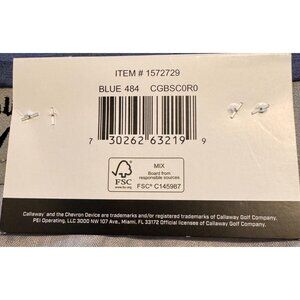 ITEM # 1572729
BLUE 484 CGBSC0R0
7 30262 63219 9
FSC
MIX
Board from
responsible sources
FSC® C145987
Callaway and the Chevron Device are trademarks and/or registered trademarks of Callaway Golf Company.
PEI Operating, LLC 3000 NW 107 Ave., Miami, FL 33172 Official licensees of Callaway Golf Company.